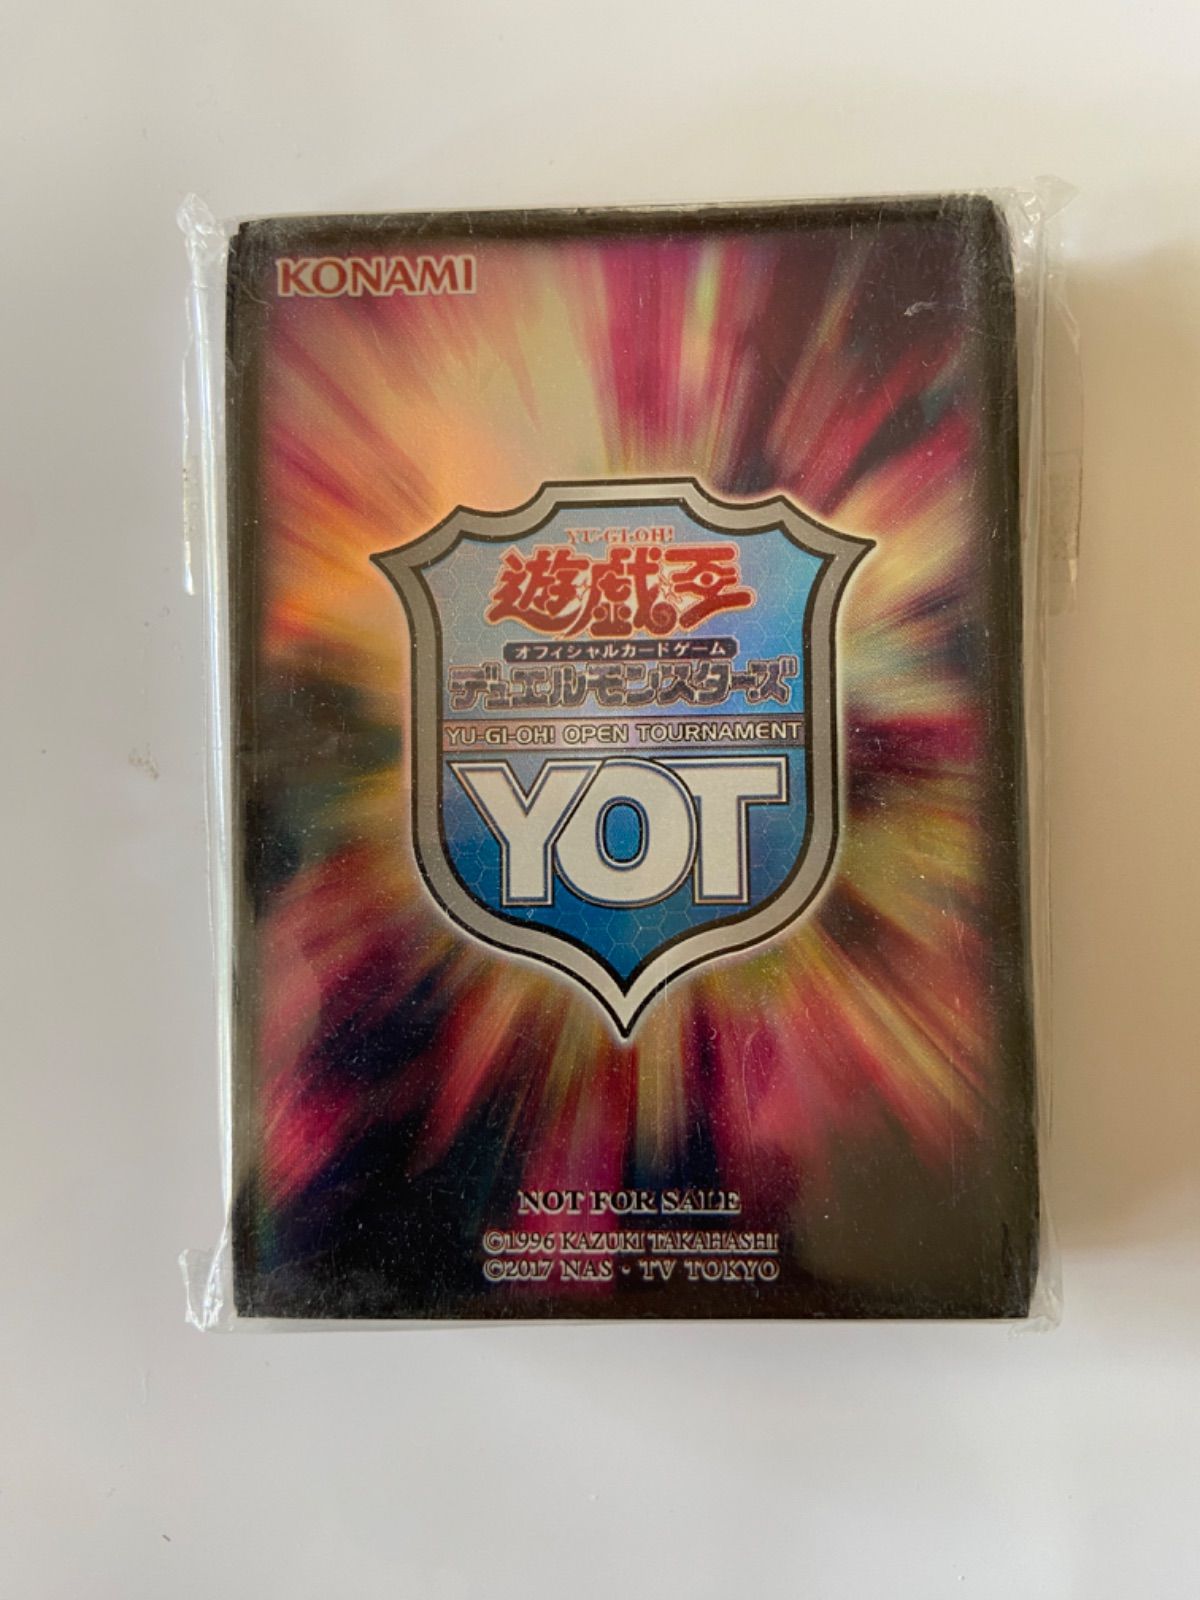 KONAMI
YU-GI-OH!
遊戯王
オフィシャルカードゲーム
デュエルモンスターズ
YU-GI-OH! OPEN TOURNAMENT
YOT
NOT FOR SALE
©1996 KAZUKI TAKAHASHI
©2017 NAS・TV TOKYO